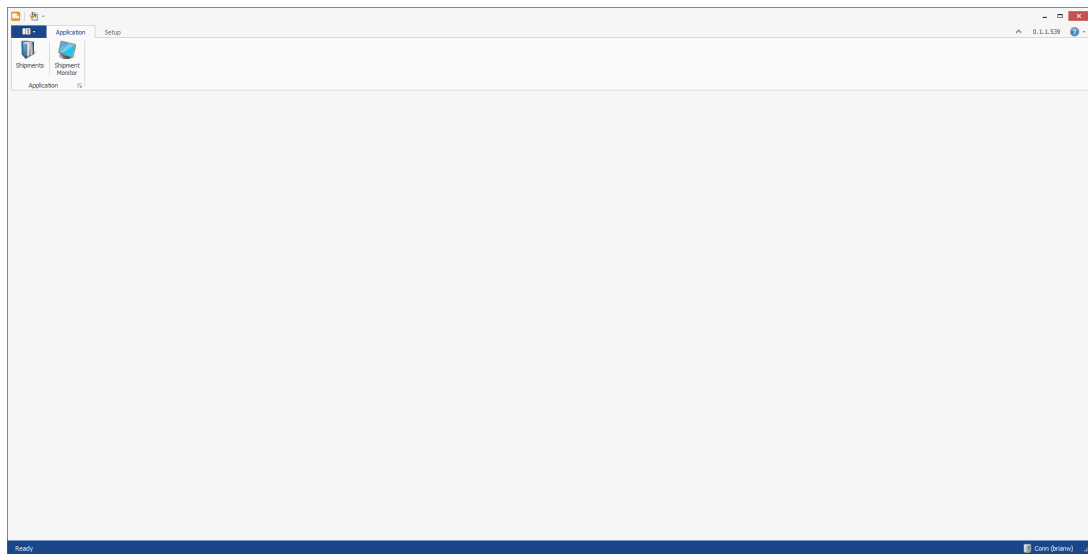 Application Setup
0.1.1.539
Shipments
Shipment
Monitor
Application
Ready
Conn (brianw)